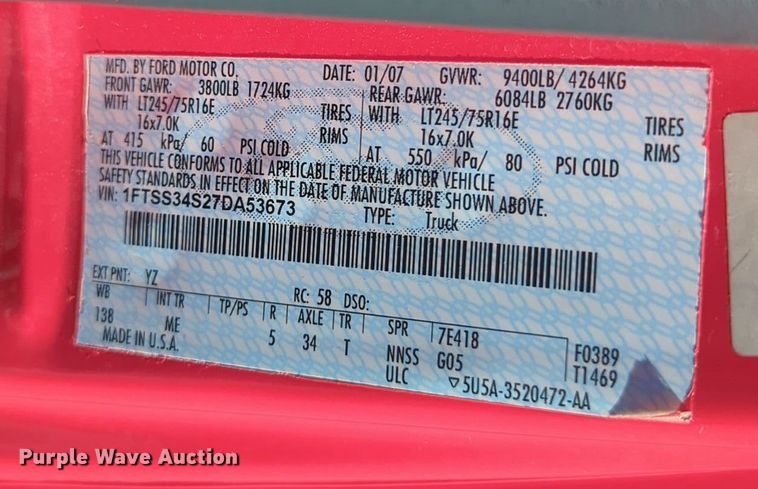 MFD. BY FORD MOTOR CO. DATE: 01/07 GVWR: 9400LB/ 4264KG
FRONT GAWR: 3800LB 1724KG REAR GAWR: 6084LB 2760KG
WITH LT245/75R16E TIRES WITH LT245/75R16E TIRES
16x7.0K RIMS 16x7.0K RIMS
AT 415 kPa/ 60 PSI COLD AT 550 kPa/ 80 PSI COLD
THIS VEHICLE CONFORMS TO ALL APPLICABLE FEDERAL MOTOR VEHICLE
SAFETY STANDARDS IN EFFECT ON THE DATE OF MANUFACTURE SHOWN ABOVE.
VIN: 1FTSS34S27DA53673 TYPE: Truck
EXT PNT: YZ RC: 58 DSO:
WB INT TR TP/PS R AXLE TR SPR 7E418 F0389
138 ME 5 34 T NNSS G05 T1469
MADE IN U.S.A. ULC ▽5U5A-3520472-AA
Purple Wave Auction